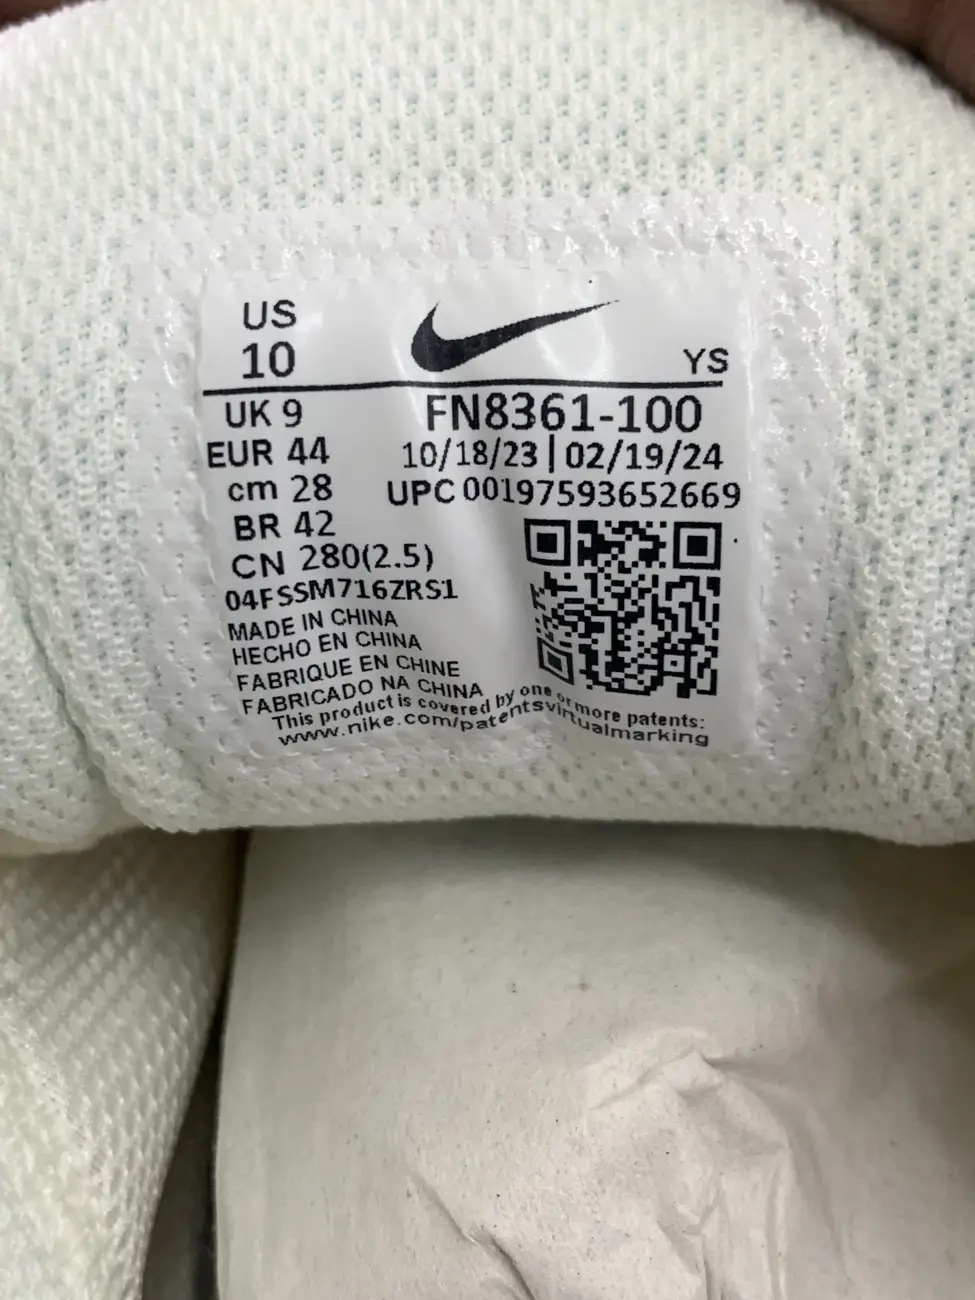 US
10
YS
UK 9
EUR 44
cm 28
BR 42
CN 280(2.5)
FN8361-100
10/18/23 | 02/19/24
UPC 00197593652669
04FSSM716ZRS1
MADE IN CHINA
HECHO EN CHINA
FABRIQUE EN CHINE
FABRICADO NA CHINA
This product is covered by one or more patents:
www.nike.com/patentsvirtualmarking